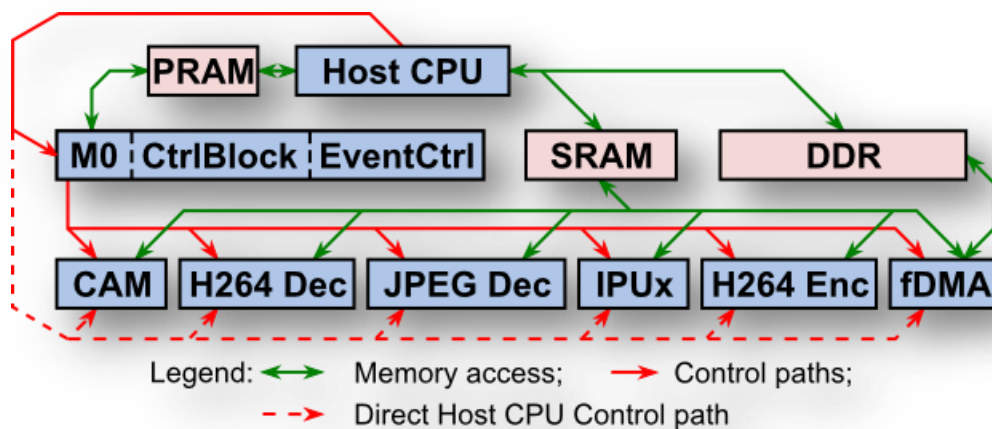 PRAM Host CPU
M0 CtrlBlock EventCtrl SRAM DDR
CAM H264 Dec JPEG Dec IPUx H264 Enc fDMA
Legend: Memory access; Control paths;
Direct Host CPU Control path